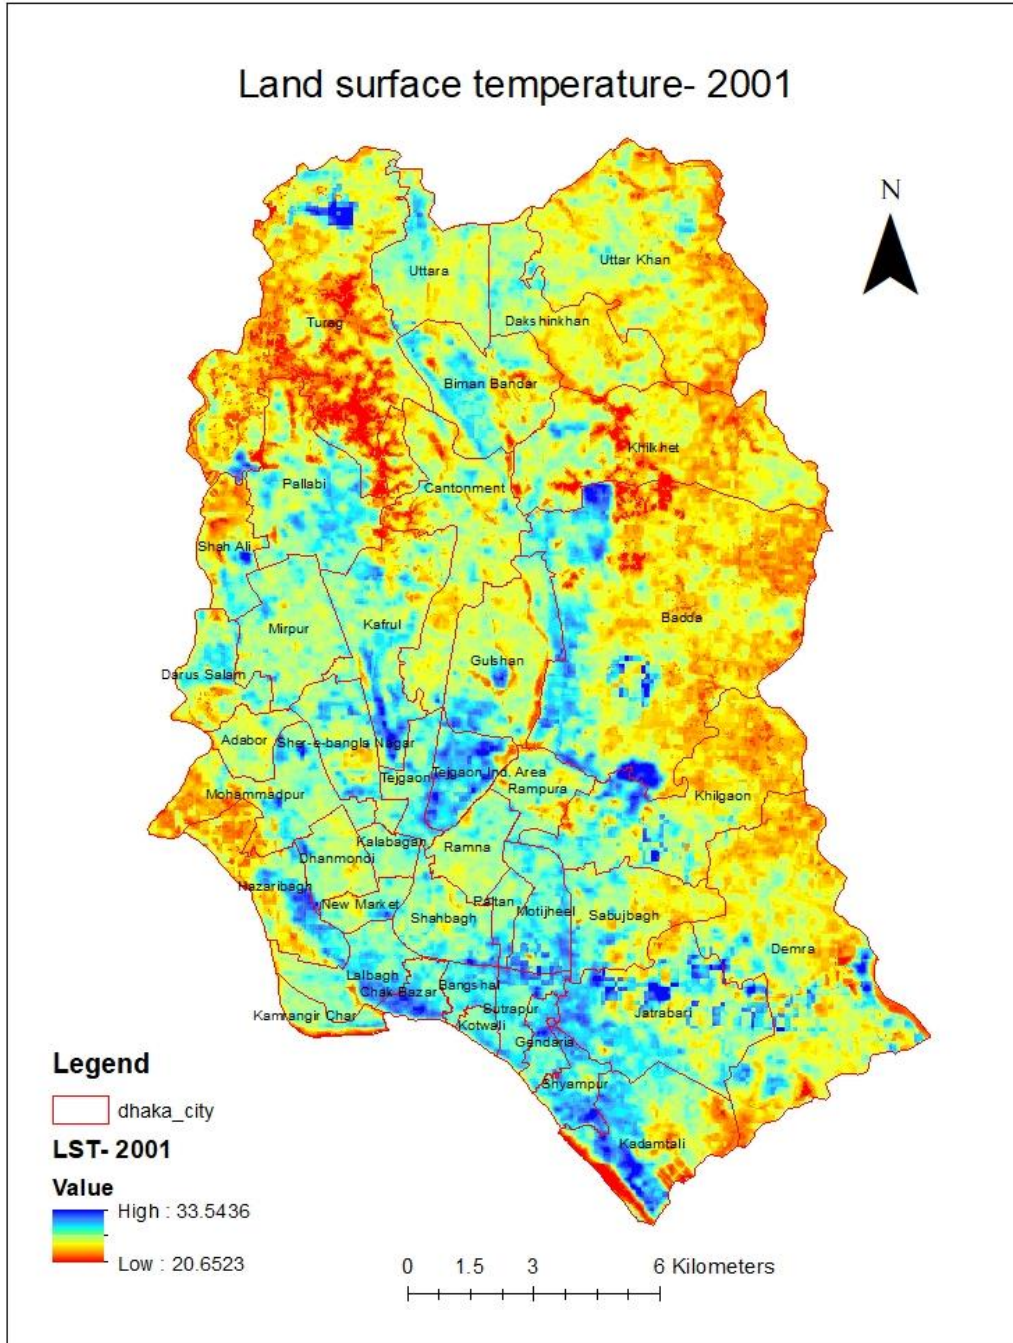 Land surface temperature- 2001
N
Uttara
Uttar Khan
Turag
Dakshinkhan
Biman Bandar
Khilkhet
Pallabi
Cantonment
Shah Ali
Mirpur
Kafrul
Badda
Gulshan
Darus Salam
Adabor
Sher-e-bangla Nagar
Tejgaon
Tejgaon Ind. Area
Rampura
Mohammadpur
Khilgaon
Kalabagan
Ramna
Dhanmondi
Hazaribagh
New Market
Shahbagh
Paltan
Motijheel
Sabujbagh
Demra
Lalbagh
Chak Bazar
Bangshal
Kamrangir Char
Kotwali
Sutrapur
Jatrabari
Gendaria
Shyampur
Kadamtali
Legend
dhaka_city
LST- 2001
Value
High : 33.5436
Low : 20.6523
0 1.5 3 6 Kilometers